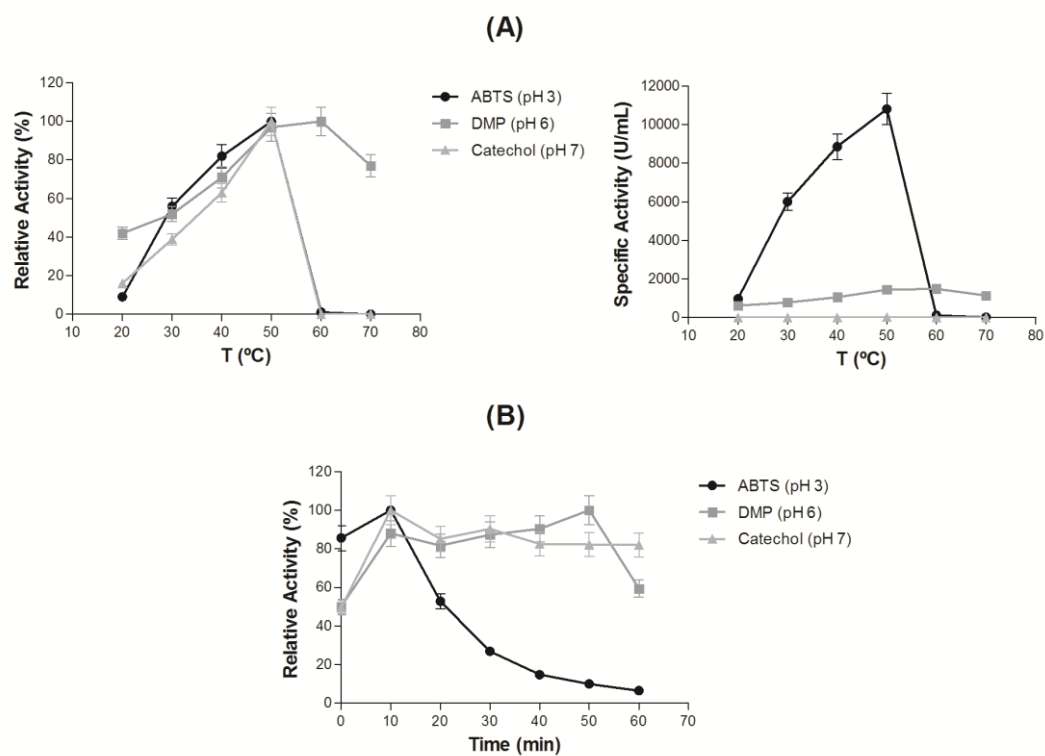 (A)
Relative Activity (%)
120
100
80
60
40
20
0
10 20 30 40 50 60 70 80
T (ºC)
ABTS (pH 3)
DMP (pH 6)
Catechol (pH 7)
Specific Activity (U/mL)
12000
10000
8000
6000
4000
2000
0
10 20 30 40 50 60 70 80
T (ºC)
(B)
Relative Activity (%)
120
100
80
60
40
20
0
0 10 20 30 40 50 60 70
Time (min)
ABTS (pH 3)
DMP (pH 6)
Catechol (pH 7)